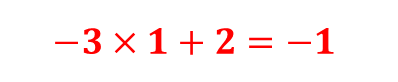 −3 × 1 + 2 = −1